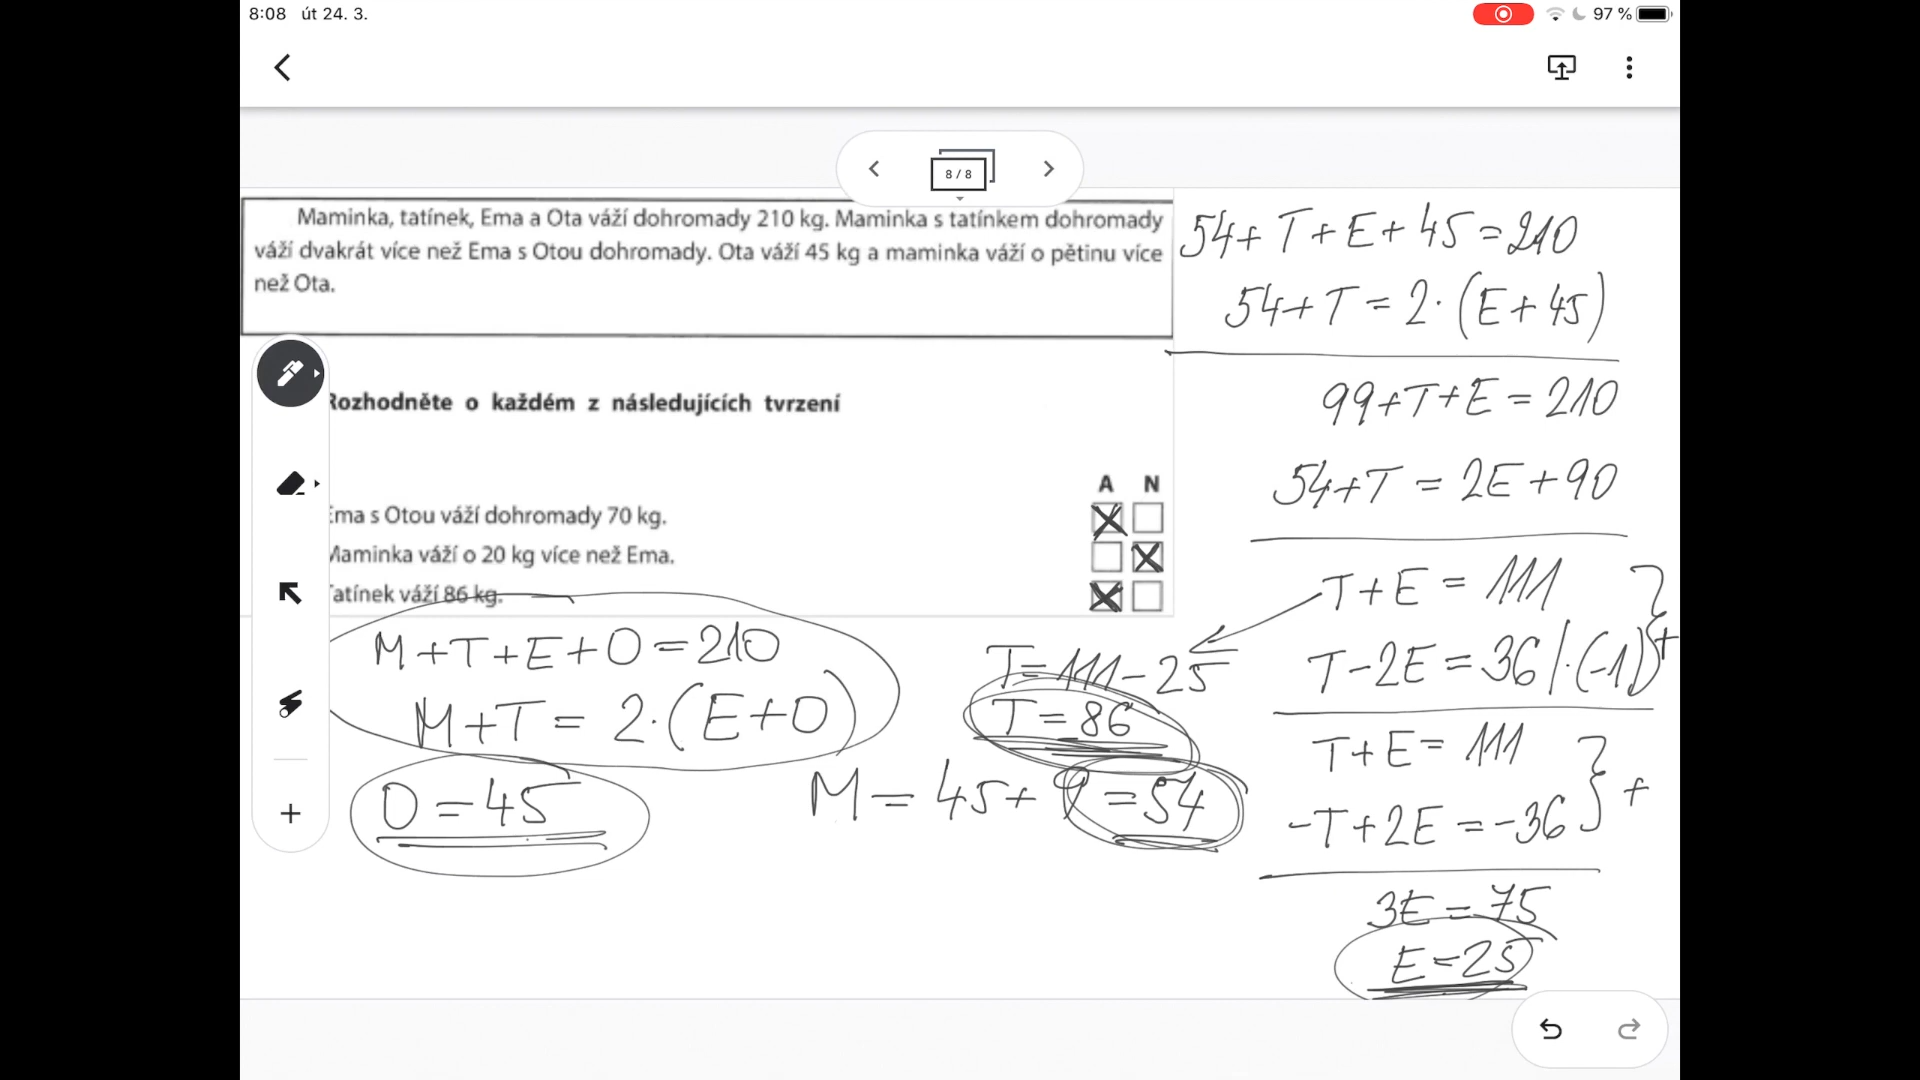 8:08 út 24. 3.
97 %
8 / 8
Maminka, tatínek, Ema a Ota váží dohromady 210 kg. Maminka s tatínkem dohromady
váží dvakrát více než Ema s Otou dohromady. Ota váží 45 kg a maminka váží o pětinu více
než Ota.
Rozhodněte o každém z následujících tvrzení
A N
Ema s Otou váží dohromady 70 kg.
Maminka váží o 20 kg více než Ema.
Tatínek váží 86 kg.
M+T+E+O=210
M+T=2·(E+O)
O=45
T=111-25
T=86
M=45+9=54
54+T+E+45=210
54+T=2·(E+45)
99+T+E=210
54+T=2E+90
T+E=111
T-2E=36/·(-1) +
T+E=111
-T+2E=-36 +
3E=75
E=25